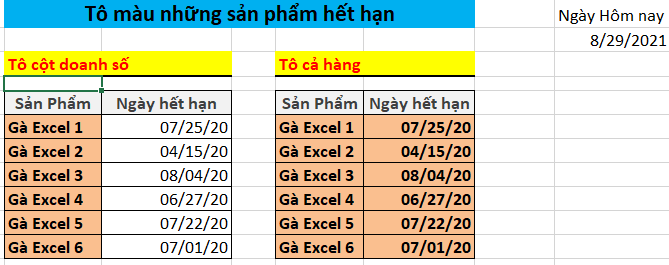 Tô màu những sản phẩm hết hạn
Ngày Hôm nay
8/29/2021
Tô cột doanh số
Tô cả hàng
Sản Phẩm Ngày hết hạn Sản Phẩm Ngày hết hạn
Gà Excel 1 07/25/20 Gà Excel 1 07/25/20
Gà Excel 2 04/15/20 Gà Excel 2 04/15/20
Gà Excel 3 08/04/20 Gà Excel 3 08/04/20
Gà Excel 4 06/27/20 Gà Excel 4 06/27/20
Gà Excel 5 07/22/20 Gà Excel 5 07/22/20
Gà Excel 6 07/01/20 Gà Excel 6 07/01/20